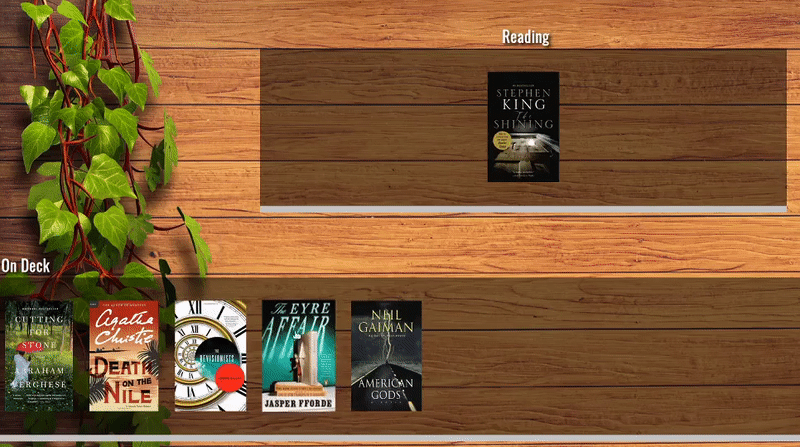 Reading
STEPHEN
KING
The
SHINING
On Deck
CUTTING
FOR
STONE
ABRAHAM
VERGHESE
Agatha
Christie
DEATH
ON THE
NILE
XII
THE
REVISIONISTS
The EYRE
AFFAIR
JASPER FFORDE
NEIL
GAIMAN
AMERICAN
GODS